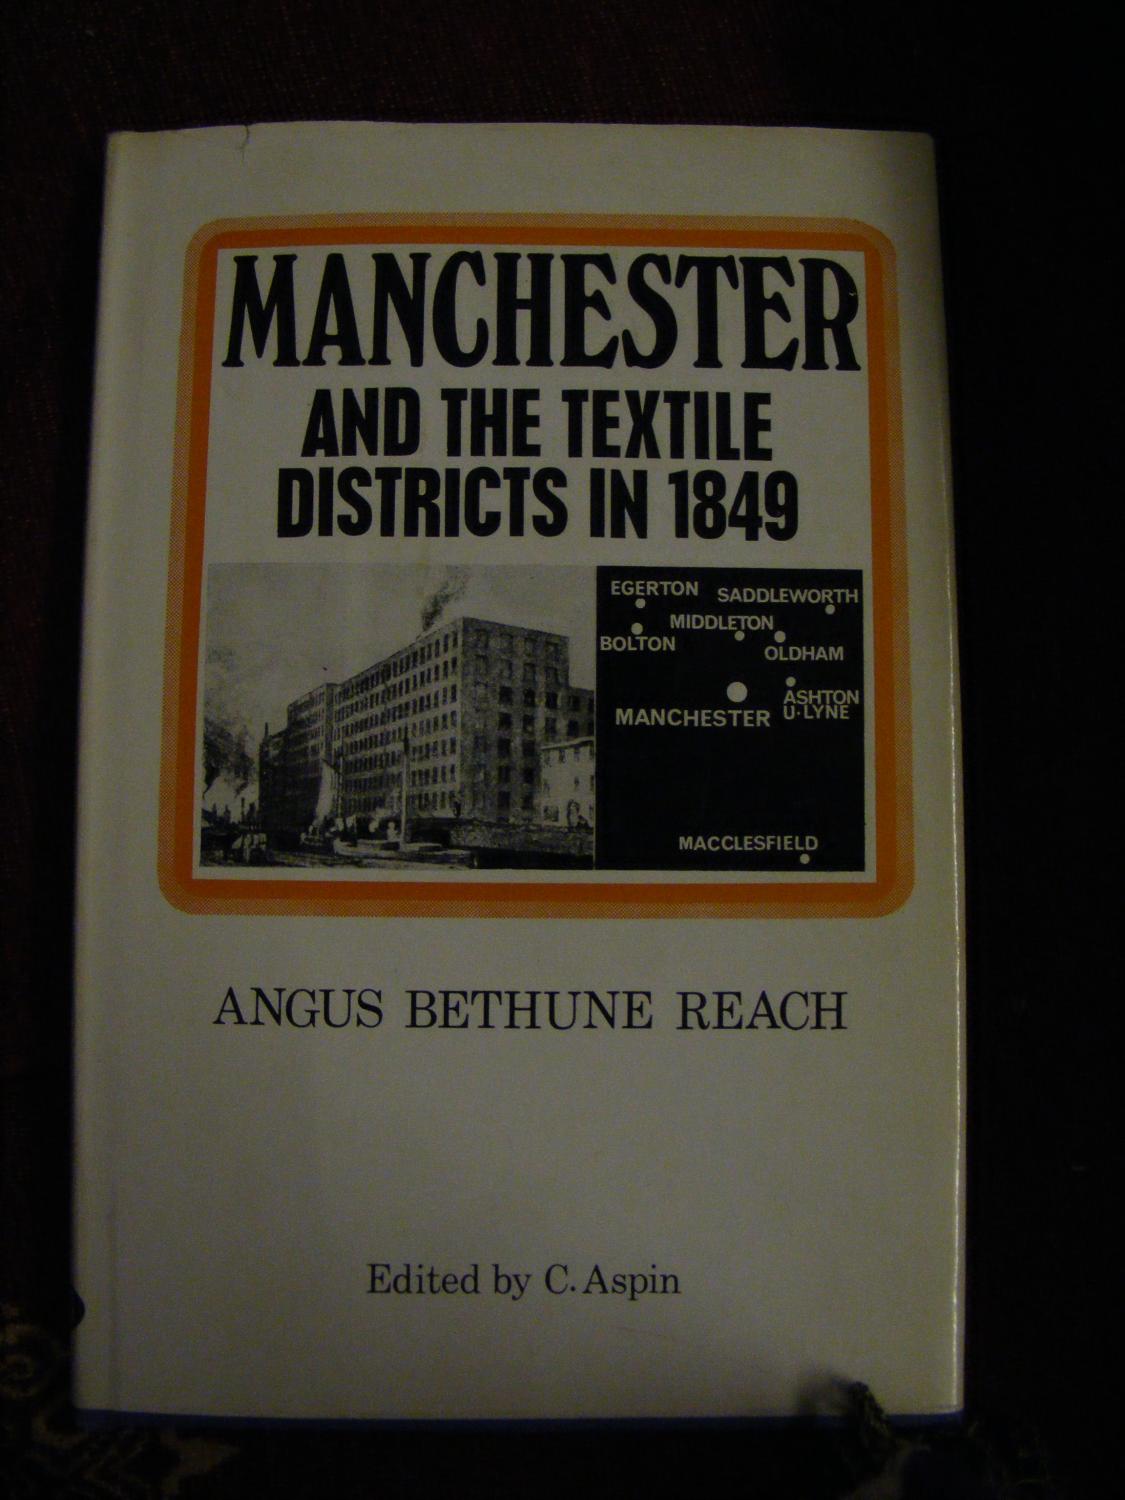 MANCHESTER
AND THE TEXTILE
DISTRICTS IN 1849
EGERTON
SADDLEWORTH
MIDDLETON
BOLTON
OLDHAM
ASHTON
U·LYNE
MANCHESTER
MACCLESFIELD
ANGUS BETHUNE REACH
Edited by C. Aspin